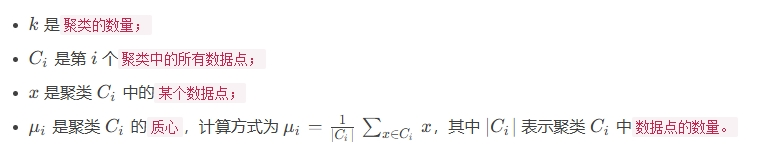 • k 是聚类的数量；
• C_i 是第 i 个聚类中的所有数据点；
• x 是聚类 C_i 中的某个数据点；
• μ_i 是聚类 C_i 的质心，计算方式为 μ_i = \frac{1}{|C_i|} \sum_{x∈C_i} x，其中 |C_i| 表示聚类 C_i 中数据点的数量。